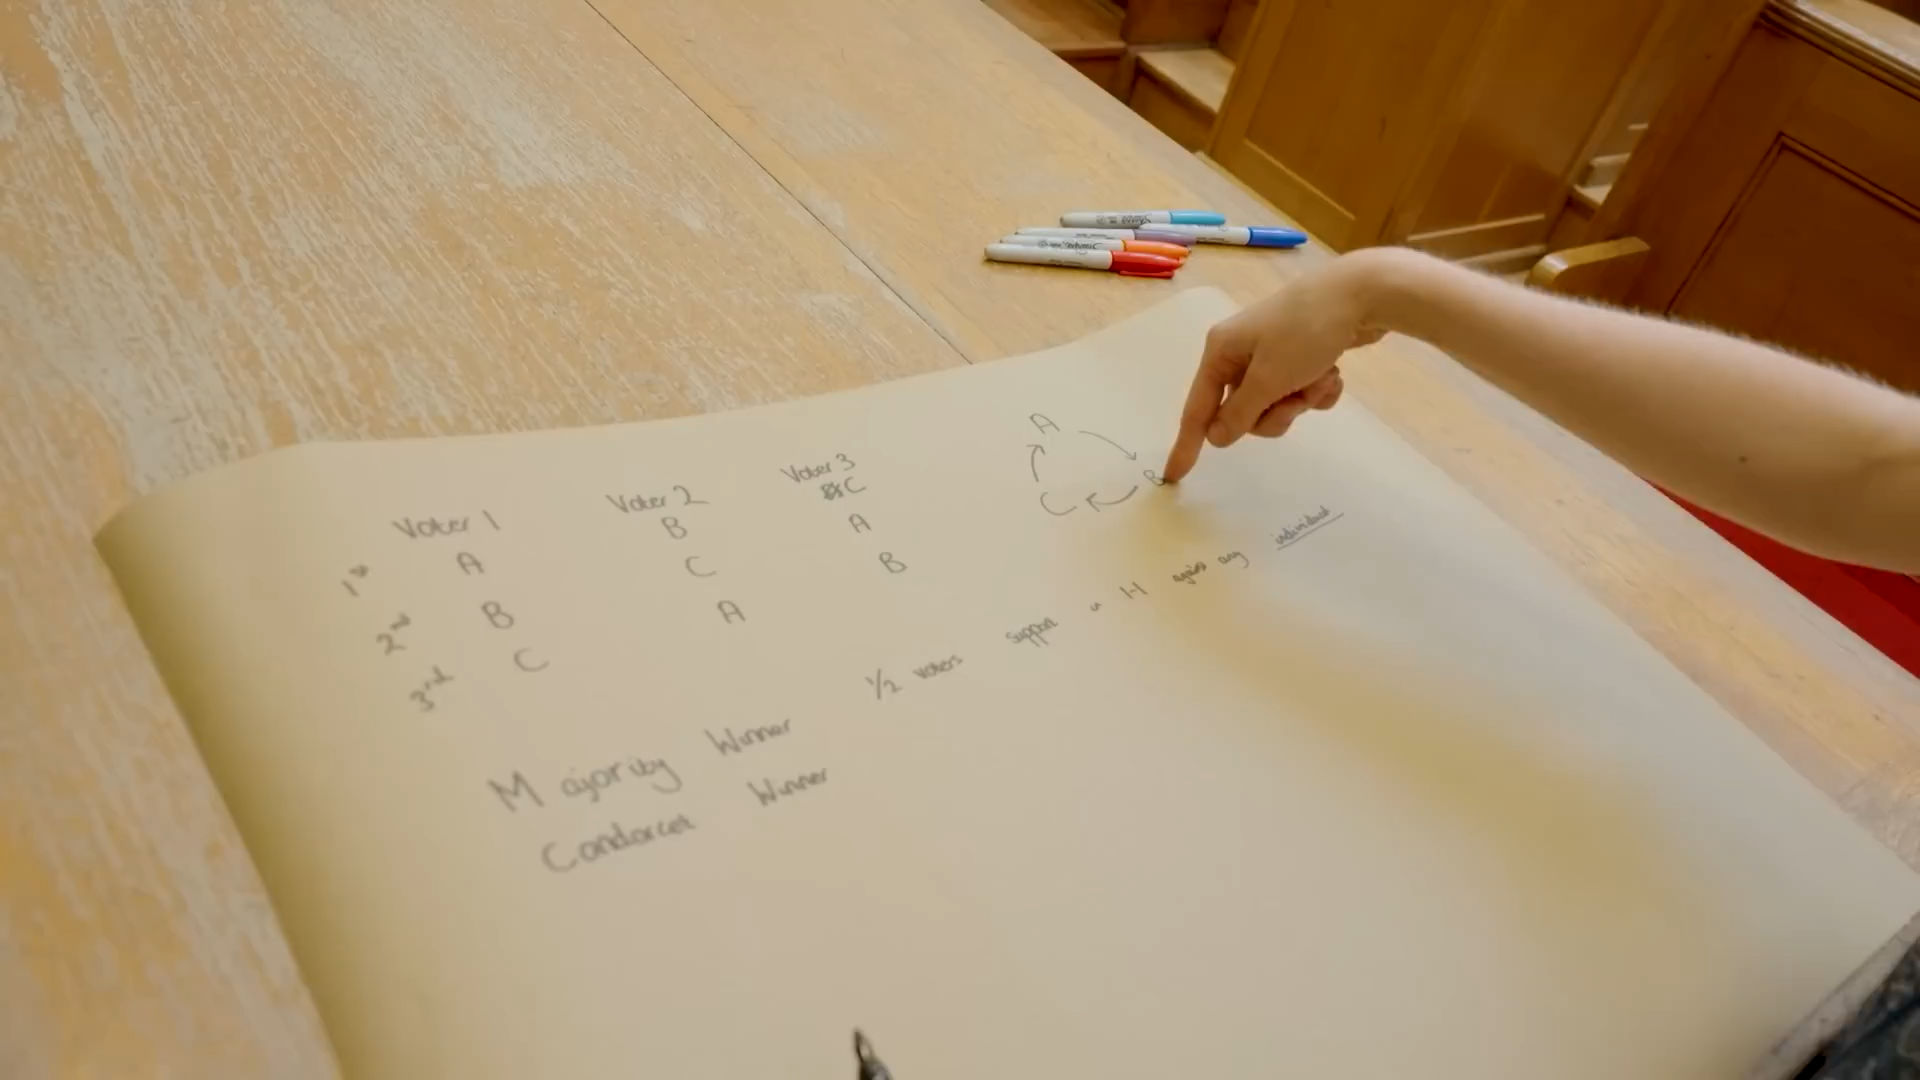 Voter 1 Voter 2 Voter 3
1st A B C
2nd B C A
3rd C A B
A
B
C
Majority Winner
Condorcet Winner
1/2 voters support in 1-1 against any individual